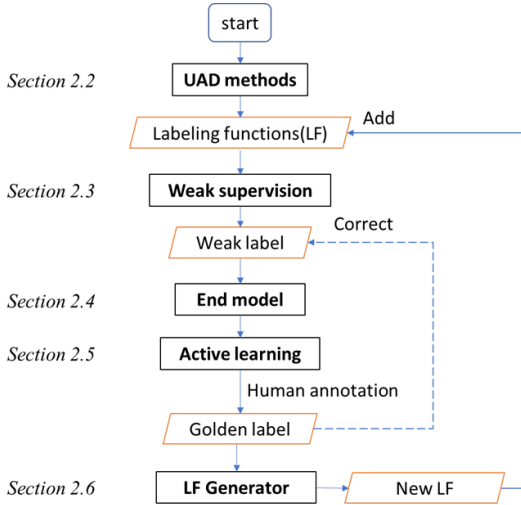 start
Section 2.2
UAD methods
Add
Labeling functions(LF)
Section 2.3
Weak supervision
Correct
Weak label
Section 2.4
End model
Section 2.5
Active learning
Human annotation
Golden label
Section 2.6
LF Generator
New LF